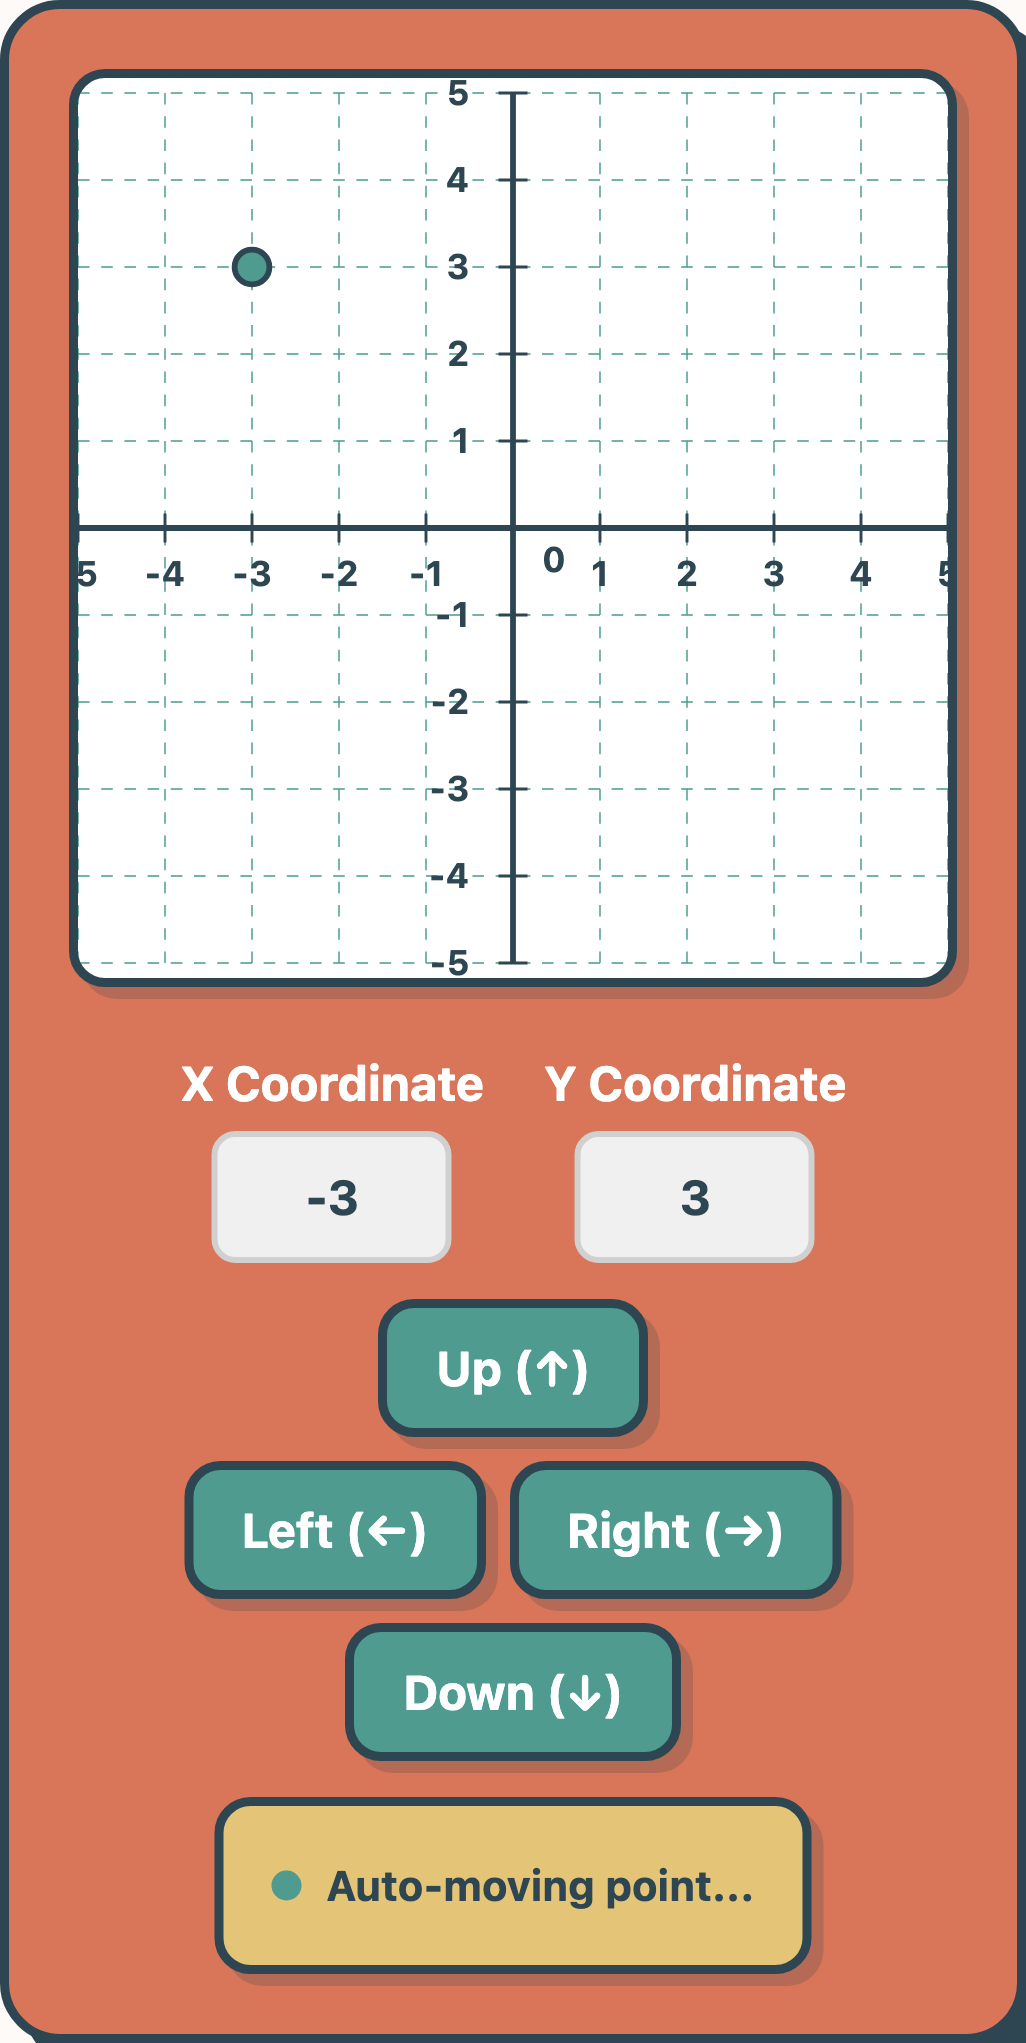 5
4
3
2
1
5 -4 -3 -2 -1 0 1 2 3 4 5
-1
-2
-3
-4
-5
X Coordinate Y Coordinate
-3 3
Up (↑)
Left (←) Right (→)
Down (↓)
Auto-moving point...